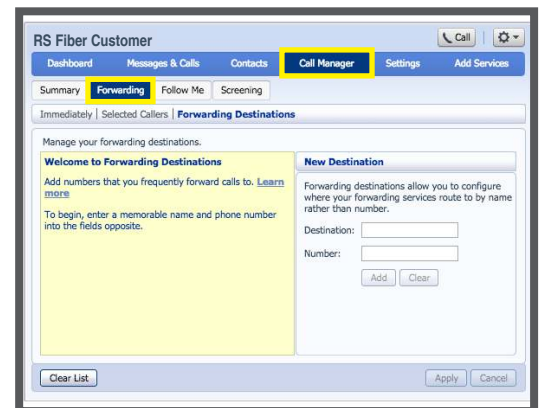 RS Fiber Customer
Call
Dashboard Messages & Calls Contacts Call Manager Settings Add Services
Summary Forwarding Follow Me Screening
Immediately | Selected Callers | Forwarding Destinations
Manage your forwarding destinations.
Welcome to Forwarding Destinations
Add numbers that you frequently forward calls to. Learn
more
To begin, enter a memorable name and phone number
into the fields opposite.
New Destination
Forwarding destinations allow you to configure
where your forwarding services route to by name
rather than number.
Destination:
Number:
Add Clear
Clear List
Apply Cancel